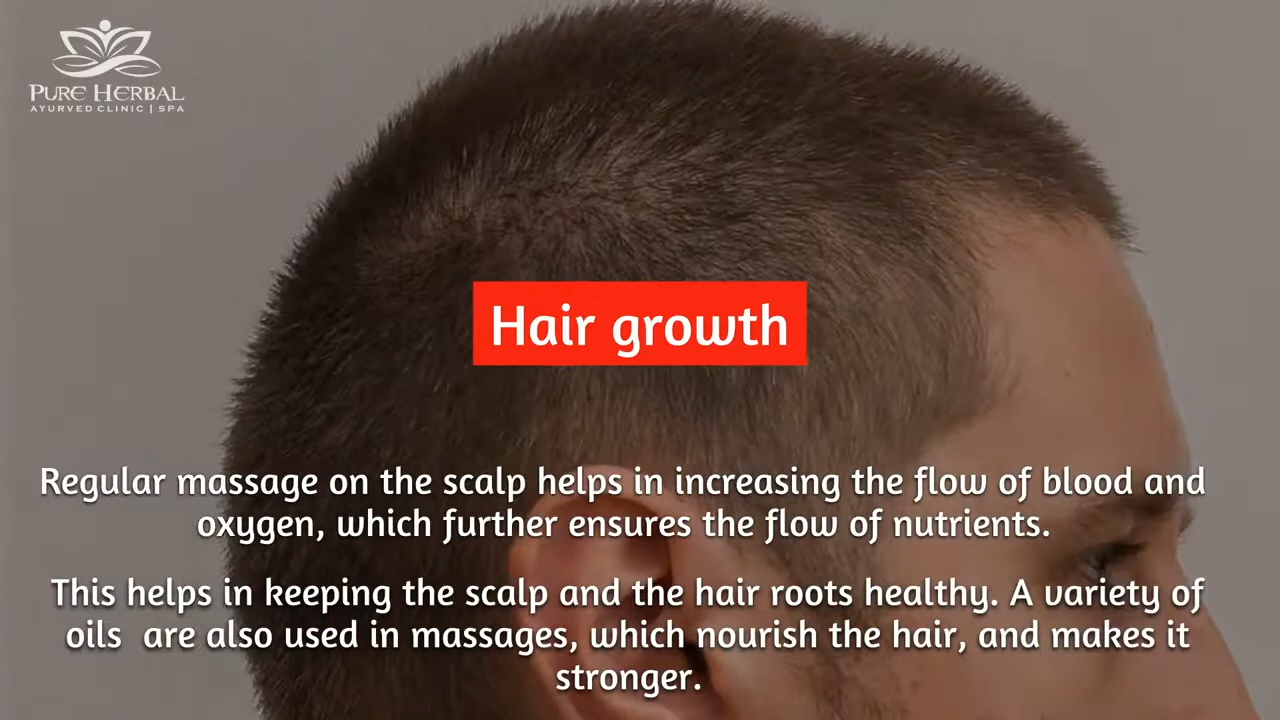 PURE HERBAL
AYURVED CLINIC | SPA
Hair growth
Regular massage on the scalp helps in increasing the flow of blood and
oxygen, which further ensures the flow of nutrients.
This helps in keeping the scalp and the hair roots healthy. A variety of
oils  are also used in massages, which nourish the hair, and makes it
stronger.